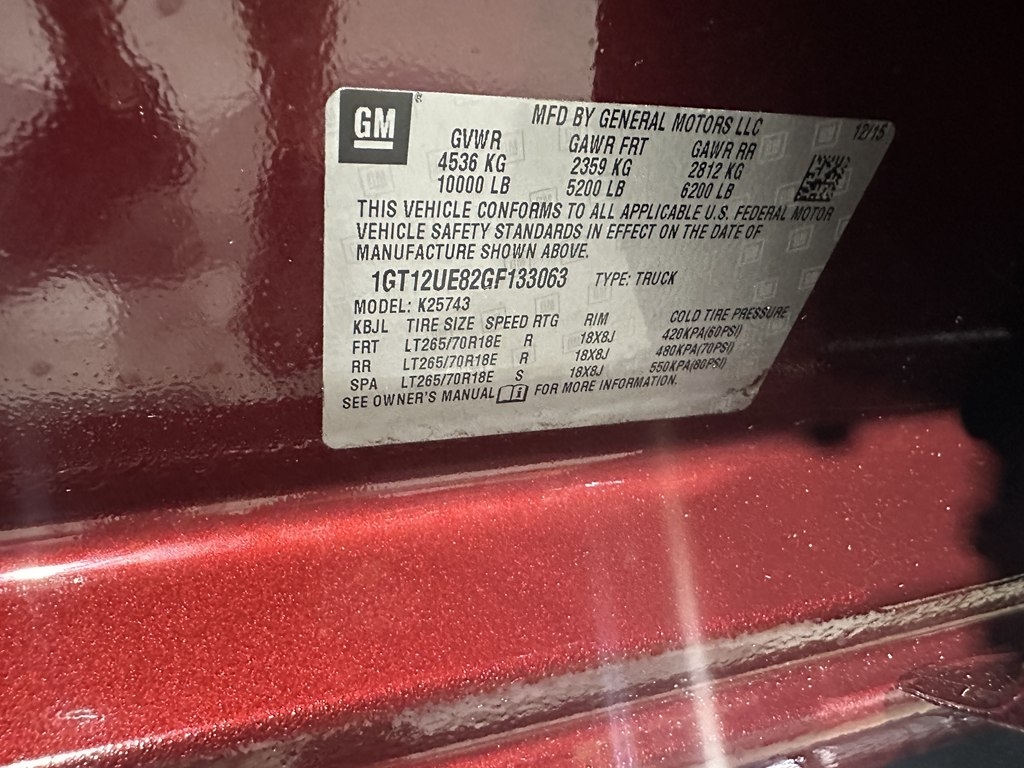 GM®
MFD BY GENERAL MOTORS LLC 12/15
GVWR GAWR FRT GAWR RR
4536 KG 2359 KG 2812 KG
10000 LB 5200 LB 6200 LB
THIS VEHICLE CONFORMS TO ALL APPLICABLE U.S. FEDERAL MOTOR
VEHICLE SAFETY STANDARDS IN EFFECT ON THE DATE OF
MANUFACTURE SHOWN ABOVE.
1GT12UE82GF133063 TYPE: TRUCK
MODEL: K25743
KBJL TIRE SIZE SPEED RTG RIM COLD TIRE PRESSURE
FRT LT265/70R18E R 18X8J 420KPA(60PSI)
RR LT265/70R18E R 18X8J 480KPA(70PSI)
SPA LT265/70R18E S 18X8J 550KPA(80PSI)
SEE OWNER'S MANUAL FOR MORE INFORMATION.